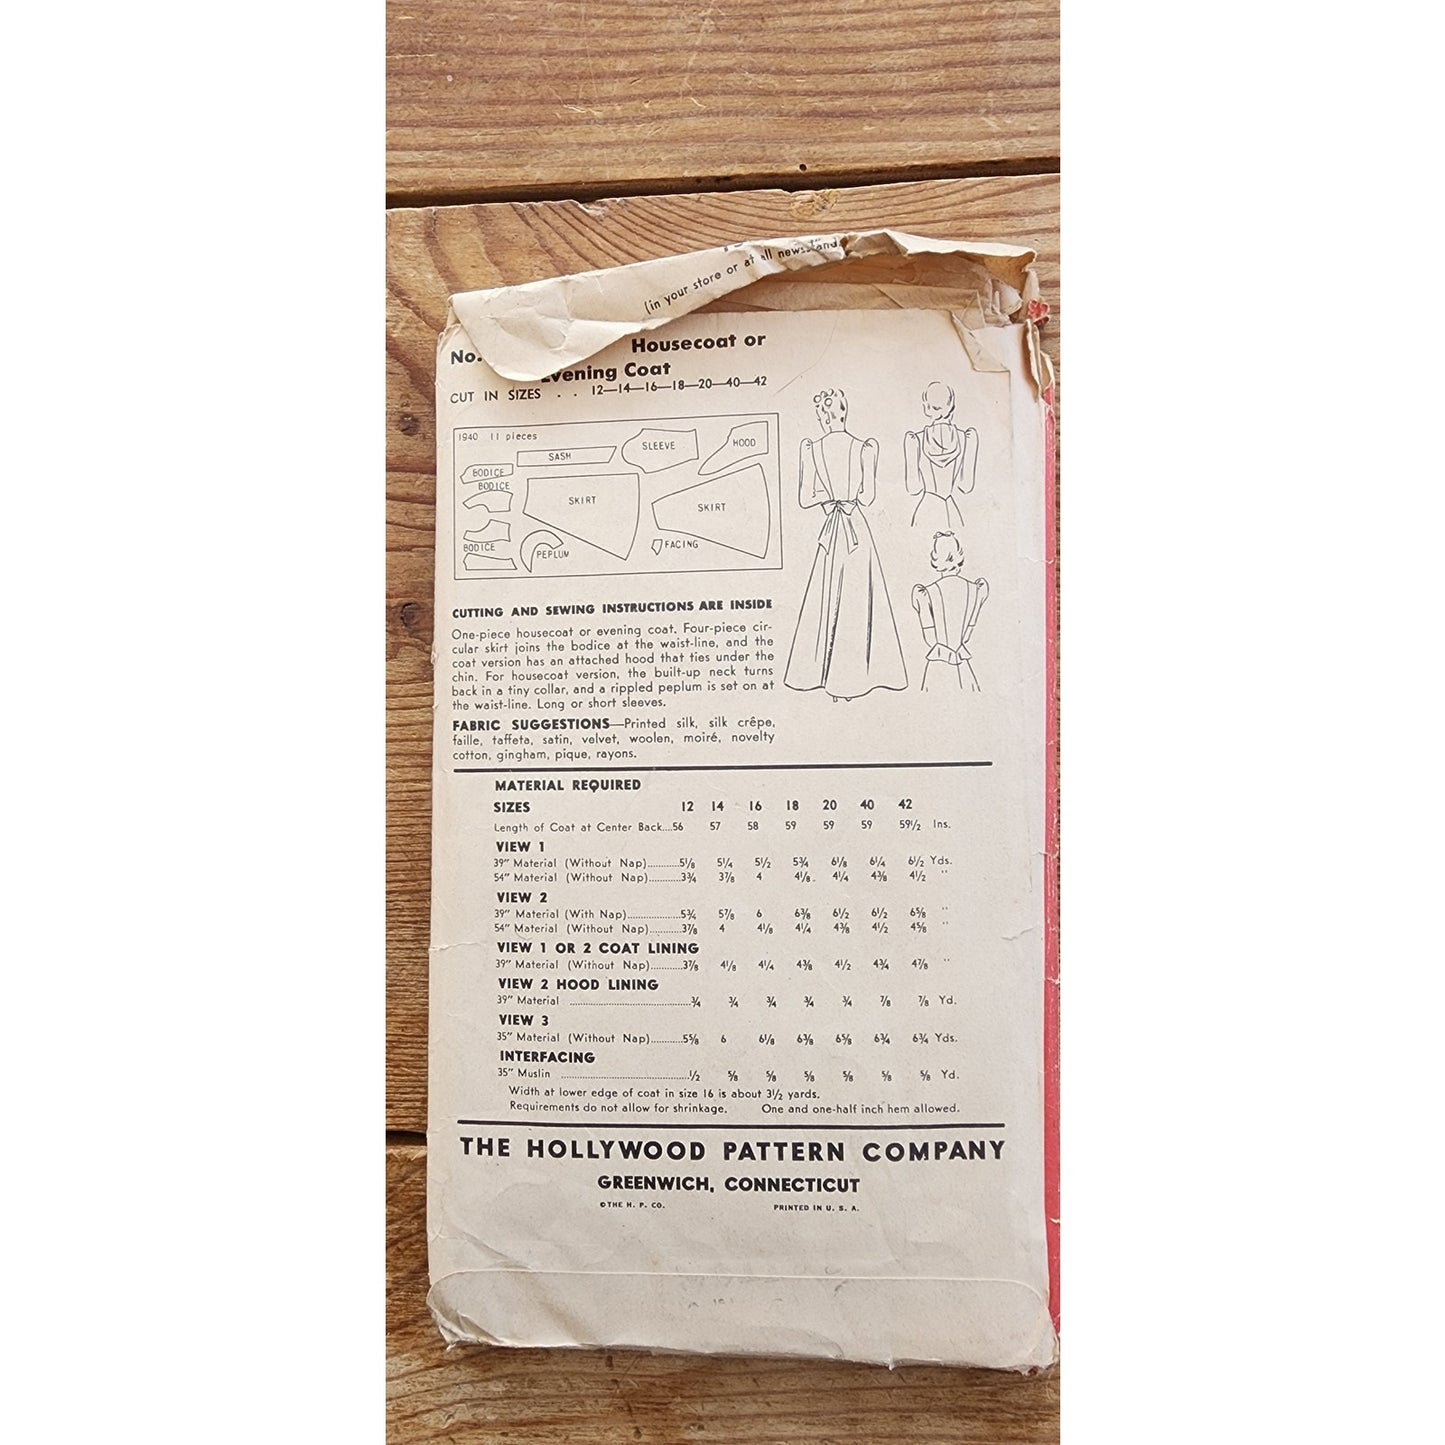 (in your store or at all newsstand
No. Housecoat or
Evening Coat
CUT IN SIZES . . 12—14—16—18—20—40—42
1940 11 pieces
SASH
SLEEVE
HOOD
BODICE
BODICE
SKIRT
SKIRT
BODICE
PEPLUM
FACING
CUTTING AND SEWING INSTRUCTIONS ARE INSIDE
One-piece housecoat or evening coat. Four-piece cir-
cular skirt joins the bodice at the waist-line, and the
coat version has an attached hood that ties under the
chin. For housecoat version, the built-up neck turns
back in a tiny collar, and a rippled peplum is set on at
the waist-line. Long or short sleeves.
FABRIC SUGGESTIONS—Printed silk, silk crêpe,
faille, taffeta, satin, velvet, woolen, moiré, novelty
cotton, gingham, pique, rayons.
MATERIAL REQUIRED
SIZES 12 14 16 18 20 40 42
Length of Coat at Center Back....56 57 58 59 59 59 59½ Ins.
VIEW 1
39" Material (Without Nap)..........5⅛ 5¼ 5½ 5¾ 6⅛ 6¼ 6½ Yds.
54" Material (Without Nap)..........3¾ 3⅞ 4 4⅛ 4¼ 4⅜ 4½ "
VIEW 2
39" Material (With Nap)..........5¾ 5⅞ 6 6⅜ 6½ 6½ 6⅝ "
54" Material (Without Nap)..........3⅞ 4 4⅛ 4¼ 4⅜ 4½ 4⅝ "
VIEW 1 OR 2 COAT LINING
39" Material (Without Nap)..........3⅞ 4⅛ 4¼ 4⅜ 4½ 4¾ 4⅞ "
VIEW 2 HOOD LINING
39" Material ..........¾ ¾ ¾ ¾ ¾ ⅞ ⅞ Yd.
VIEW 3
35" Material (Without Nap)..........5⅝ 6 6⅛ 6⅜ 6⅝ 6¾ 6¾ Yds.
INTERFACING
35" Muslin ..........½ ⅝ ⅝ ⅝ ⅝ ⅝ ⅝ Yd.
Width at lower edge of coat in size 16 is about 3½ yards.
Requirements do not allow for shrinkage. One and one-half inch hem allowed.
THE HOLLYWOOD PATTERN COMPANY
GREENWICH, CONNECTICUT
©THE H. P. CO. PRINTED IN U. S. A.